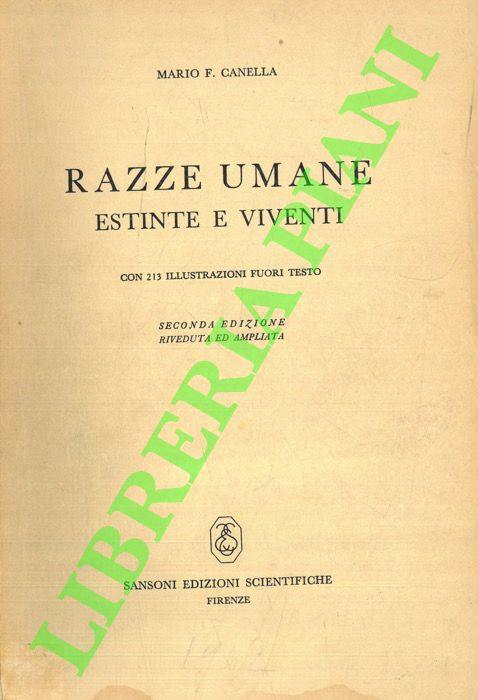 MARIO F. CANELLA
RAZZE UMANE
ESTINTE E VIVENTI
CON 213 ILLUSTRAZIONI FUORI TESTO
SECONDA EDIZIONE
RIVEDUTA ED AMPLIATA
SANSONI EDIZIONI SCIENTIFICHE
FIRENZE
LIBRERIA PIANI